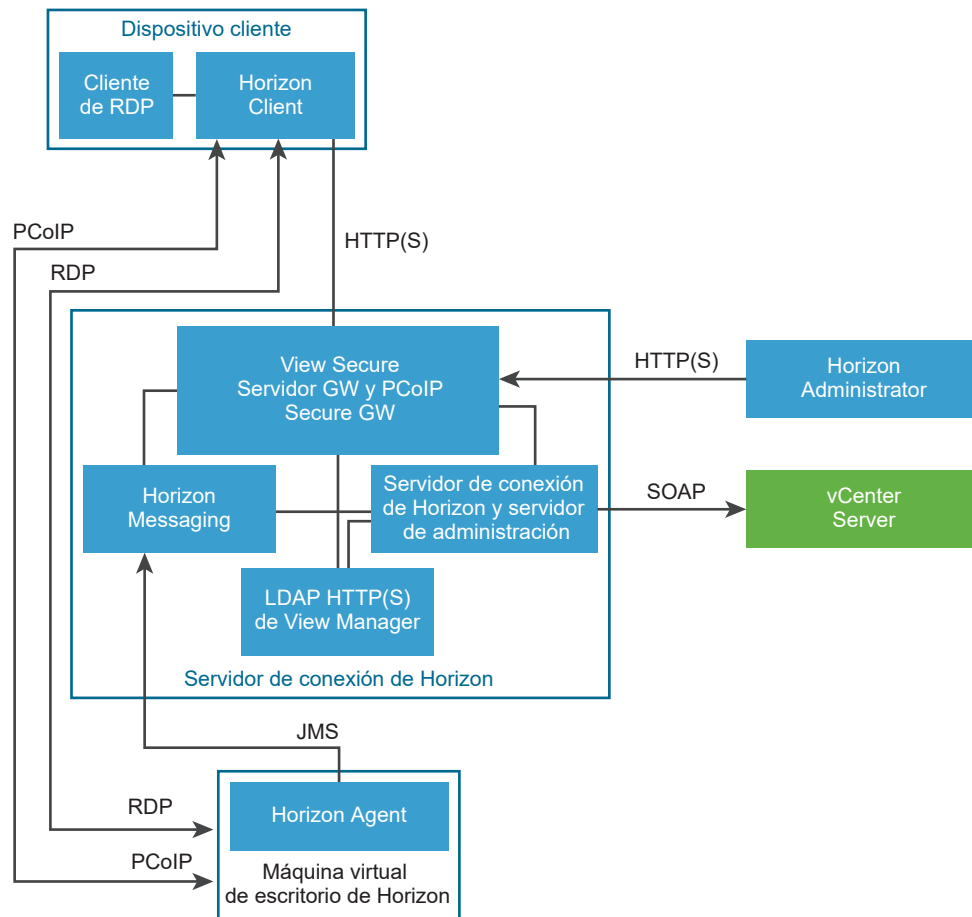 Dispositivo cliente
Cliente
de RDP
Horizon
Client
PCoIP
HTTP(S)
RDP
View Secure
Servidor GW y PCoIP
Secure GW
HTTP(S)
Horizon
Administrator
Horizon
Messaging
Servidor de conexión
de Horizon y servidor
de administración
SOAP
vCenter
Server
LDAP HTTP(S)
de View Manager
Servidor de conexión de Horizon
JMS
RDP
Horizon Agent
PCoIP
Máquina virtual
de escritorio de Horizon